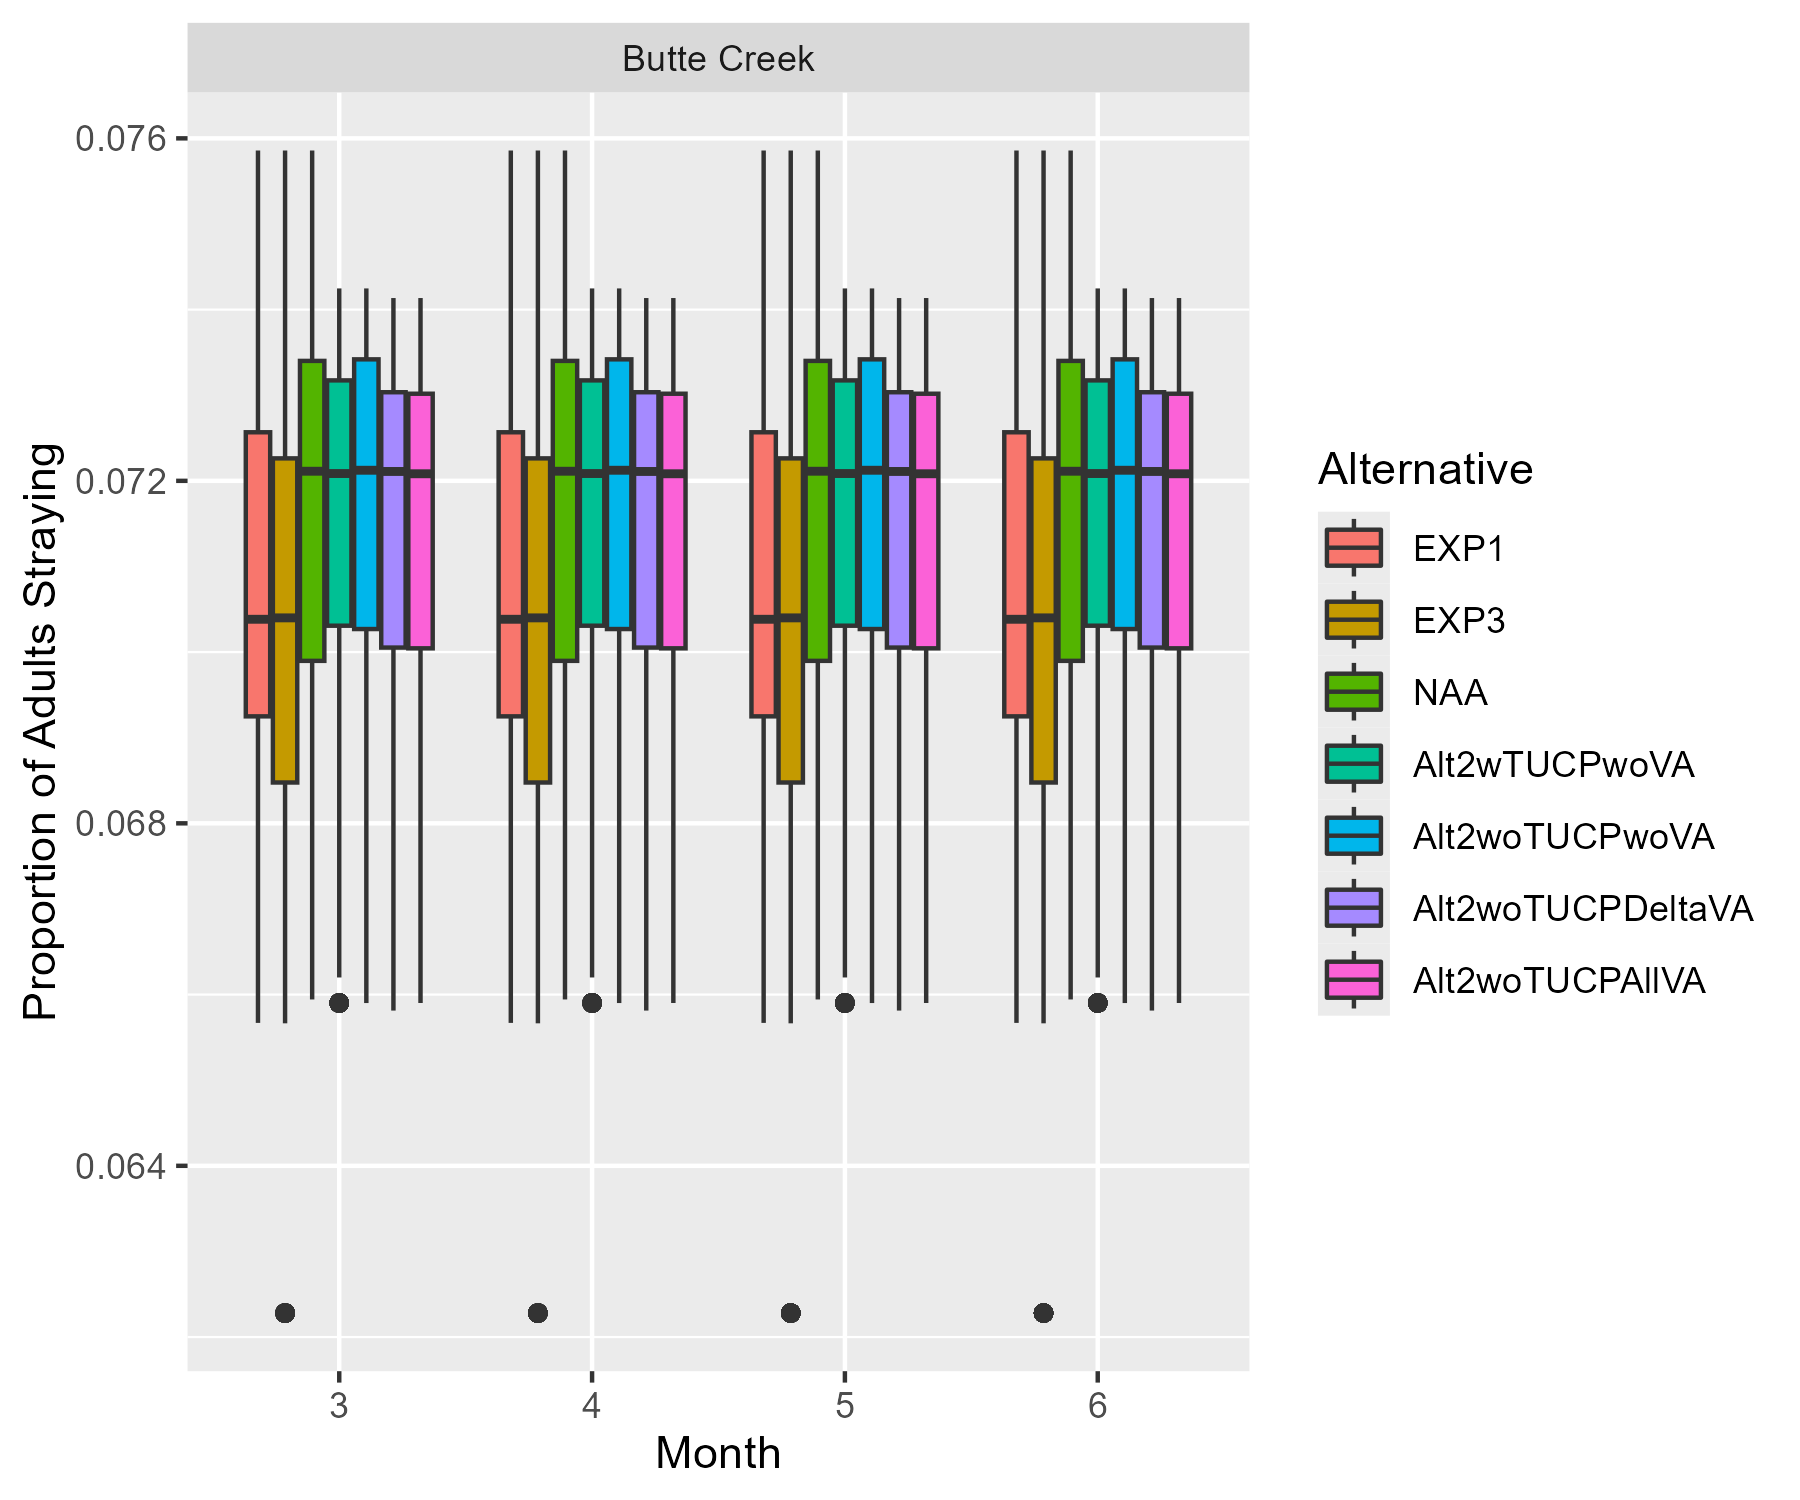 Butte Creek
0.076
0.072
0.068
0.064
Proportion of Adults Straying
3 4 5 6
Month
Alternative
EXP1
EXP3
NAA
Alt2wTUCPwoVA
Alt2woTUCPwoVA
Alt2woTUCPDeltaVA
Alt2woTUCPAllVA